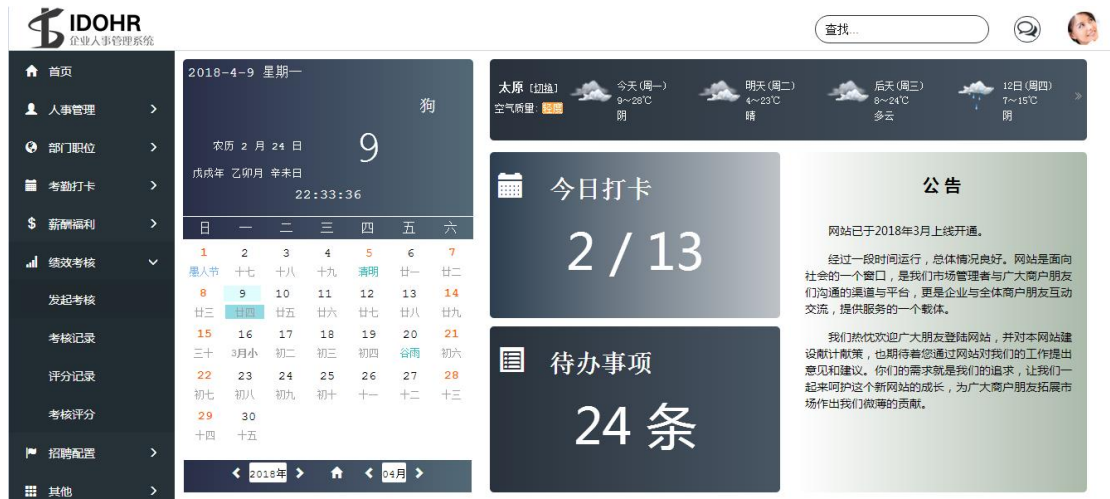 IDOHR
企业人事管理系统
查找...
首页
人事管理
部门职位
考勤打卡
薪酬福利
绩效考核
发起考核
考核记录
评分记录
考核评分
招聘配置
其他
2018-4-9 星期一
狗
9
农历 2 月 24 日
戊戌年 乙卯月 辛未日
22:33:36
日 一 二 三 四 五 六
1 2 3 4 5 6 7
愚人节 十七 十八 十九 清明 廿一 廿二
8 9 10 11 12 13 14
廿三 廿四 廿五 廿六 廿七 廿八 廿九
15 16 17 18 19 20 21
三十 3月小 初二 初三 初四 谷雨 初六
22 23 24 25 26 27 28
初七 初八 初九 初十 十一 十二 十三
29 30
十四 十五
2018年 04月
太原 [切换]
空气质量: 轻度
今天(周一)
9~28℃
阴
明天(周二)
4~23℃
晴
后天(周三)
8~24℃
多云
12日(周四)
7~15℃
阴
今日打卡
2 / 13
待办事项
24 条
公告
网站已于2018年3月上线开通。
经过一段时间运行，总体情况良好。网站是面向
社会的一个窗口，是我们市场管理者与广大商户朋友
们沟通的渠道与平台，更是企业与全体商户朋友互动
交流，提供服务的一个载体。
我们热忱欢迎广大朋友登陆网站，并对本网站建
设献计献策，也期待着您通过网站对我们的工作提出
意见和建议。你们的需求就是我们的追求，让我们一
起来呵护这个新网站的成长，为广大商户朋友拓展市
场作出我们微薄的贡献。